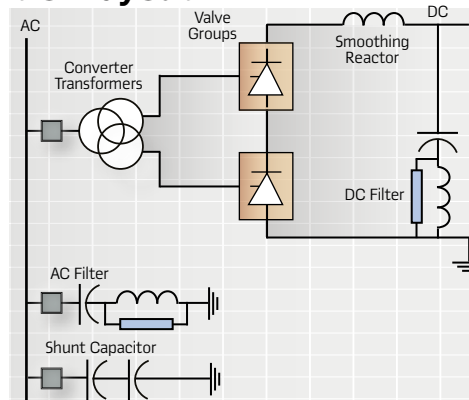 AC
Valve
Groups
DC
Smoothing
Reactor
Converter
Transformers
DC Filter
AC Filter
Shunt Capacitor